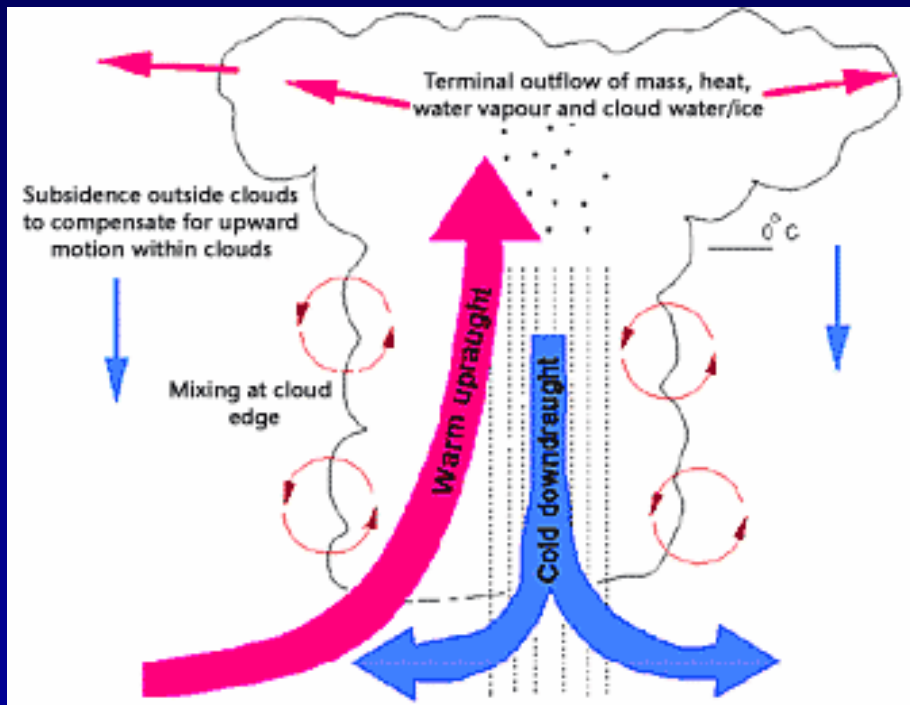 Terminal outflow of mass, heat,
water vapour and cloud water/ice
Subsidence outside clouds
to compensate for upward
motion within clouds
0° C
Mixing at cloud
edge
Warm upraught
Cold downdraught